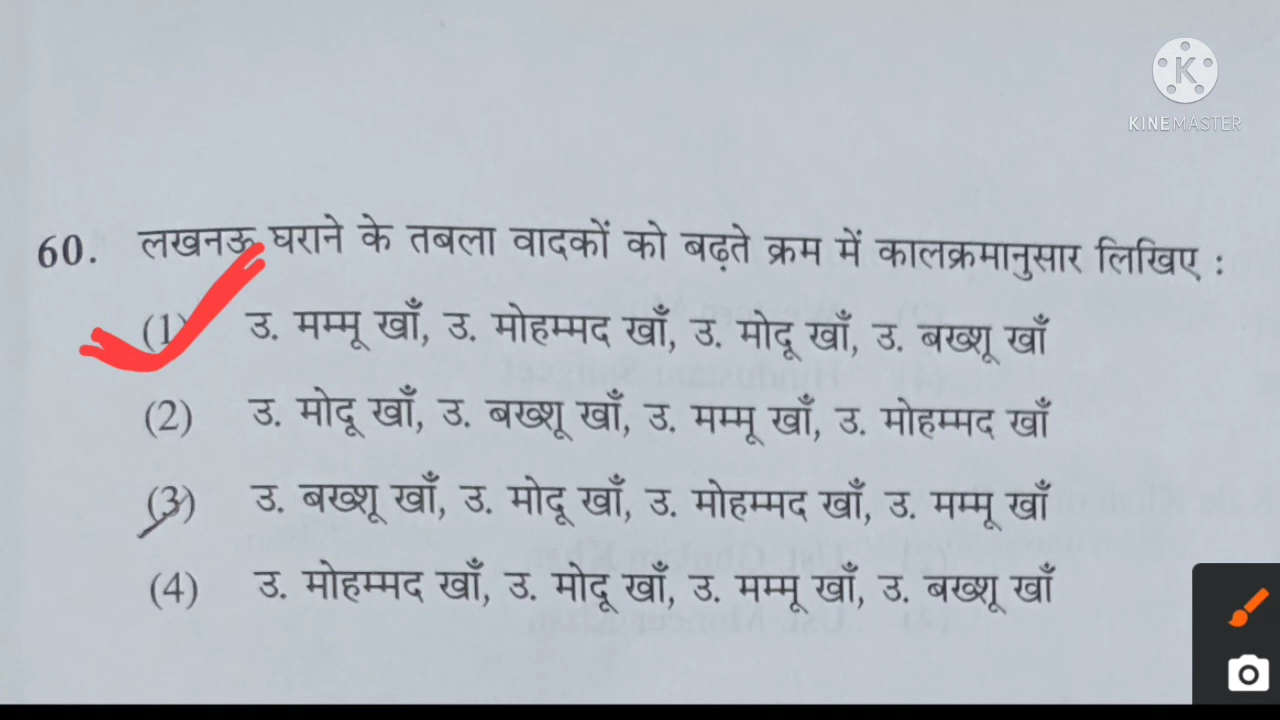 KINEMASTER
60. लखनऊ घराने के तबला वादकों को बढ़ते क्रम में कालक्रमानुसार लिखिए :
(1) उ. मम्मू खाँ, उ. मोहम्मद खाँ, उ. मोदू खाँ, उ. बख्शू खाँ
(2) उ. मोदू खाँ, उ. बख्शू खाँ, उ. मम्मू खाँ, उ. मोहम्मद खाँ
(3) उ. बख्शू खाँ, उ. मोदू खाँ, उ. मोहम्मद खाँ, उ. मम्मू खाँ
(4) उ. मोहम्मद खाँ, उ. मोदू खाँ, उ. मम्मू खाँ, उ. बख्शू खाँ